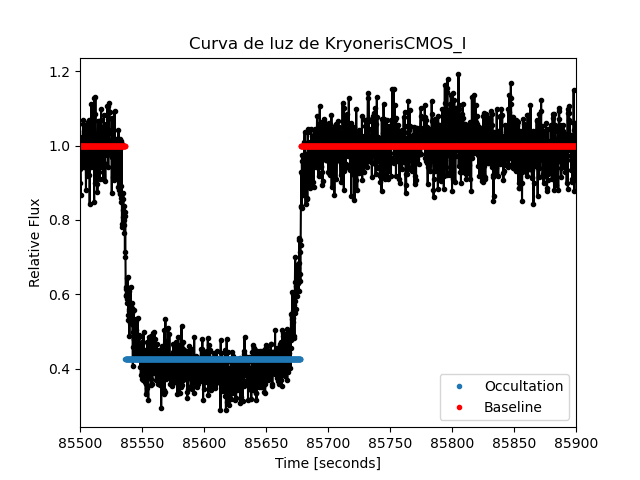 Curva de luz de KryonerisCMOS_I
Relative Flux
1.2
1.0
0.8
0.6
0.4
Occultation
Baseline
85500 85550 85600 85650 85700 85750 85800 85850 85900
Time [seconds]